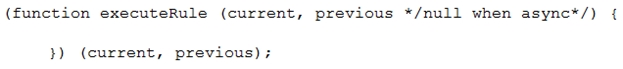 (function executeRule (current, previous */null when async*/) {
}) (current, previous);